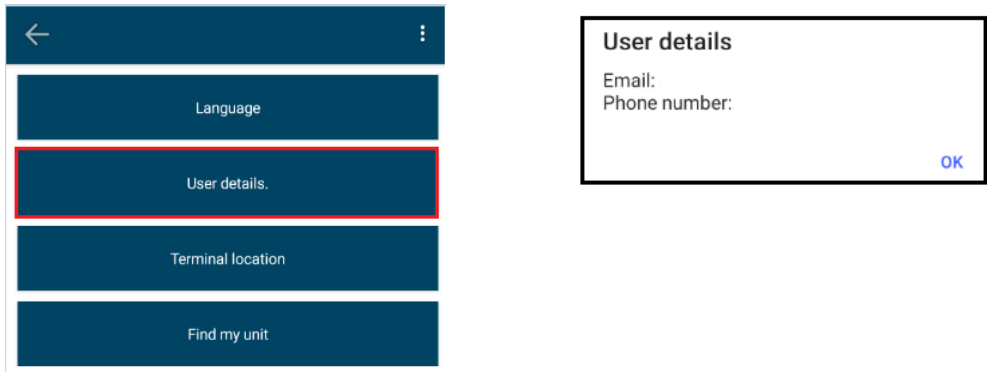 Language
User details.
Terminal location
Find my unit
User details
Email:
Phone number:
OK